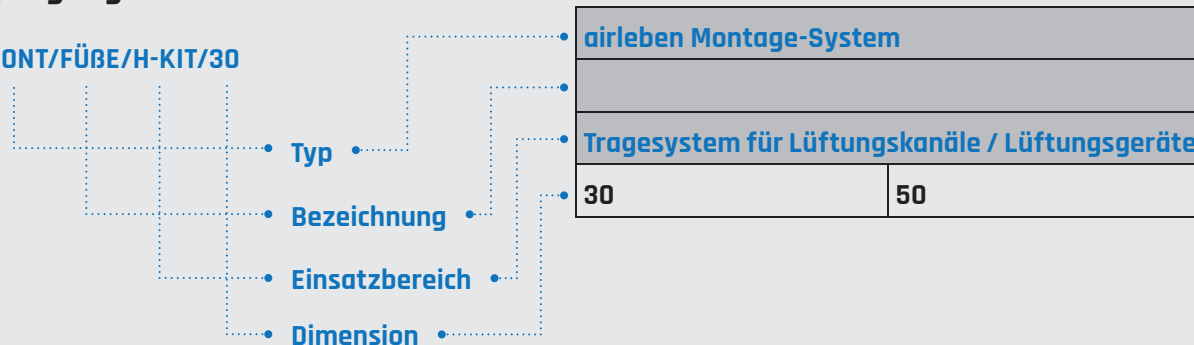 ONT/FÜßE/H-KIT/30
airleben Montage-System
Tragesystem für Lüftungskanäle / Lüftungsgeräte
Typ
30 50
Bezeichnung
Einsatzbereich
Dimension